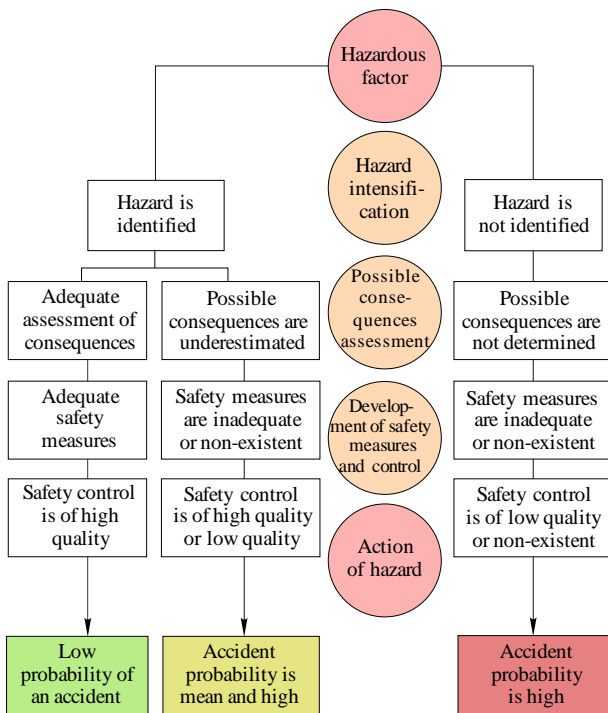 Hazardous
factor
Hazard
intensifi-
cation
Hazard is
identified
Hazard is
not identified
Adequate
assessment of
consequences
Possible
consequences are
underestimated
Possible
conse-
quences
assessment
Possible
consequences are
not determined
Adequate
safety
measures
Safety measures
are inadequate
or non-existent
Develop-
ment of safety
measures
and control
Safety measures
are inadequate
or non-existent
Safety control
is of high
quality
Safety control
is of high quality
or low quality
Action
of hazard
Safety control
is of low quality
or non-existent
Low
probability of
an accident
Accident
probability is
mean and high
Accident
probability
is high